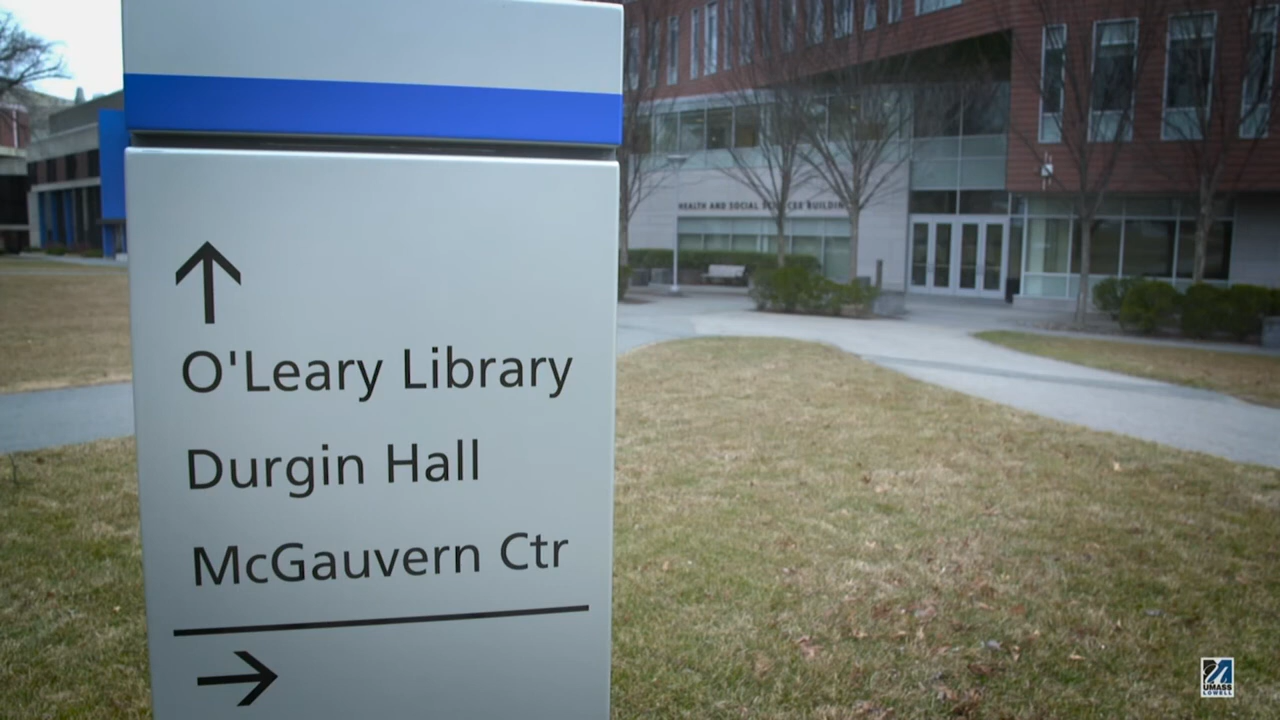 O'Leary Library
Durgin Hall
McGauvern Ctr
HEALTH AND SOCIAL SCIENCES BUILDING
UMASS
LOWELL